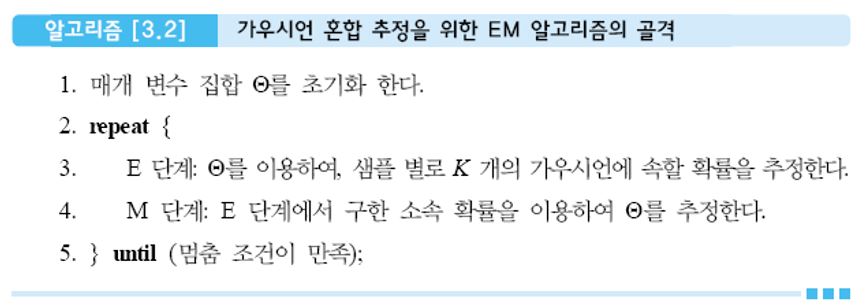 알고리즘 [3.2] 가우시언 혼합 추정을 위한 EM 알고리즘의 골격
1. 매개 변수 집합 Θ를 초기화 한다.
2. repeat {
3. E 단계: Θ를 이용하여, 샘플 별로 K 개의 가우시언에 속할 확률을 추정한다.
4. M 단계: E 단계에서 구한 소속 확률을 이용하여 Θ를 추정한다.
5. } until (멈춤 조건이 만족);